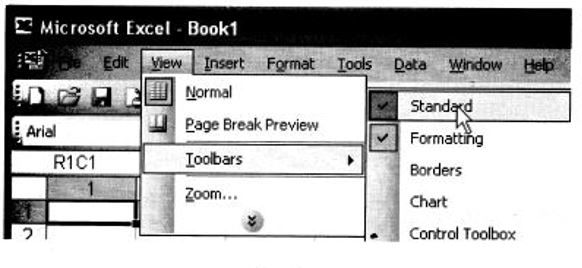 Microsoft Excel - Book1
File Edit View Insert Format Tools Data Window Help
Normal
Page Break Preview
Toolbars
Zoom...
Standard
Formatting
Borders
Chart
Control Toolbox
Arial
R1C1
1
1
2